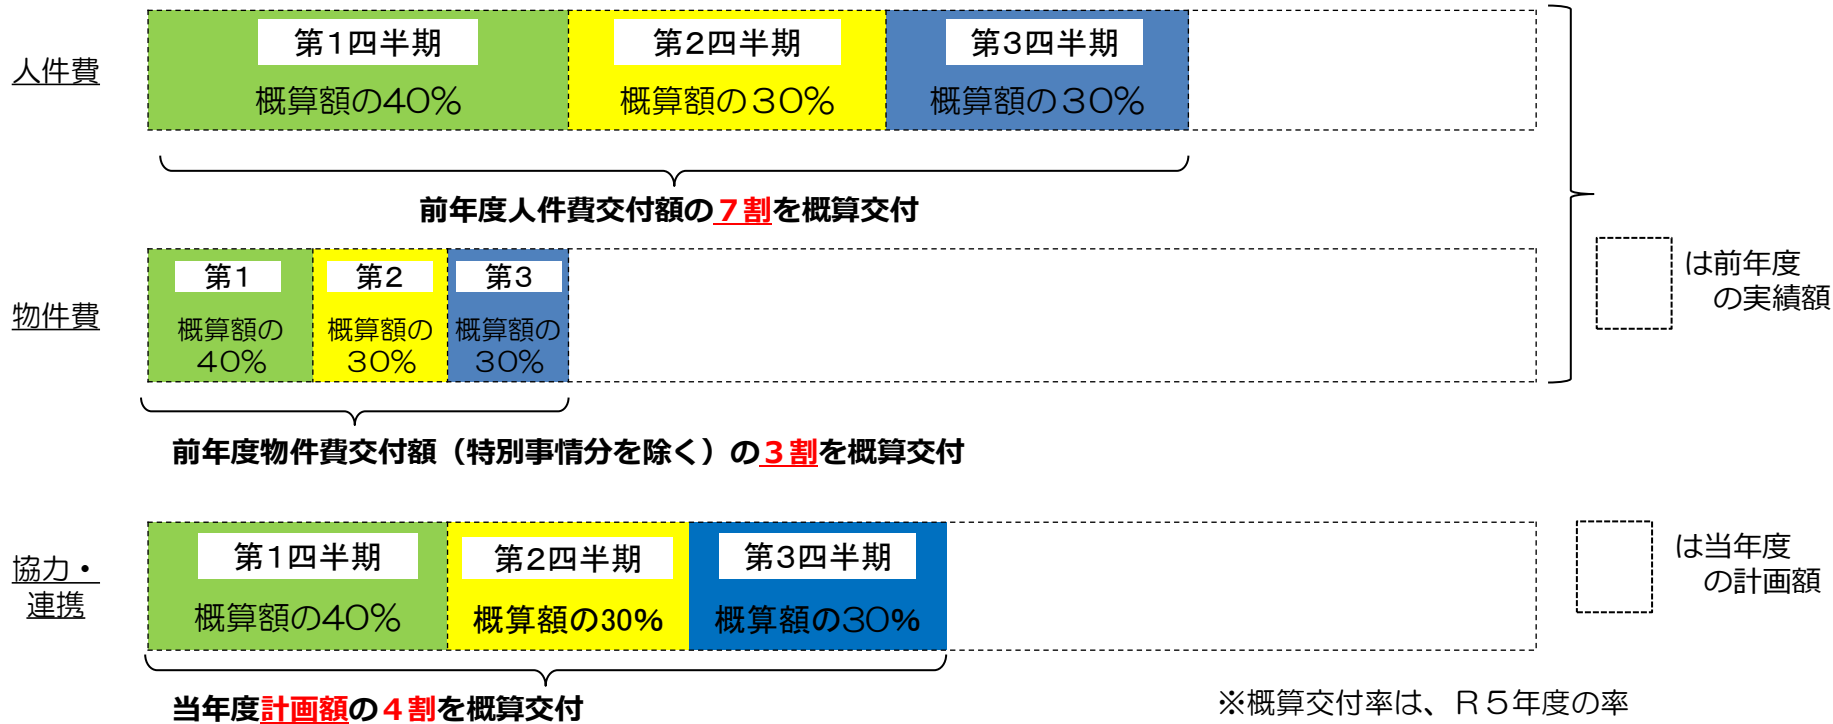 人件費
第1四半期
概算額の40%
第2四半期
概算額の30%
第3四半期
概算額の30%
前年度人件費交付額の７割を概算交付
物件費
第1
概算額の
40%
第2
概算額の
30%
第3
概算額の
30%
前年度物件費交付額（特別事情分を除く）の３割を概算交付
は前年度
の実績額
協力・
連携
第1四半期
概算額の40%
第2四半期
概算額の30%
第3四半期
概算額の30%
当年度計画額の４割を概算交付
は当年度
の計画額
※概算交付率は、Ｒ５年度の率